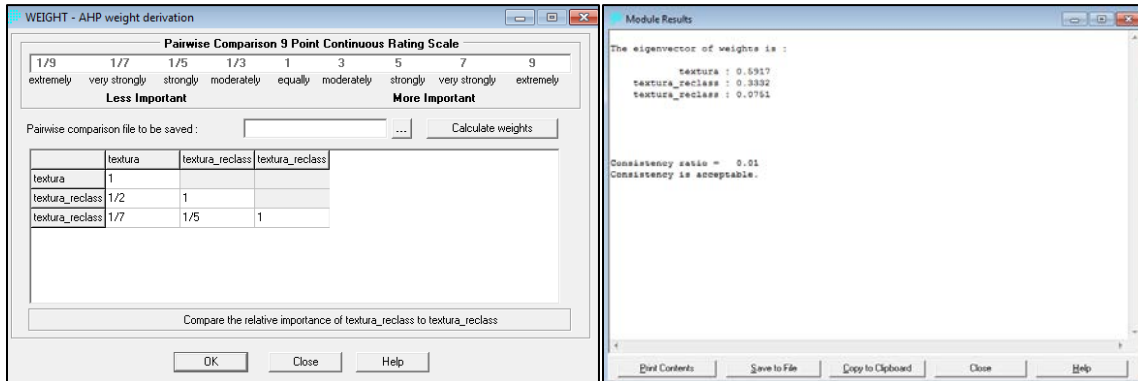 WEIGHT - AHP weight derivation
Pairwise Comparison 9 Point Continuous Rating Scale
1/9 1/7 1/5 1/3 1 3 5 7 9
extremely very strongly strongly moderately equally moderately strongly very strongly extremely
Less Important More Important
Pairwise comparison file to be saved : ... Calculate weights
textura textura_reclass textura_reclass
textura 1
textura_reclass 1/2 1
textura_reclass 1/7 1/5 1
Compare the relative importance of textura_reclass to textura_reclass
OK Close Help
Module Results
The eigenvector of weights is :
textura : 0.5917
textura_reclass : 0.3332
textura_reclass : 0.0751
Consistency ratio = 0.01
Consistency is acceptable.
Print Contents Save to File Copy to Clipboard Close Help